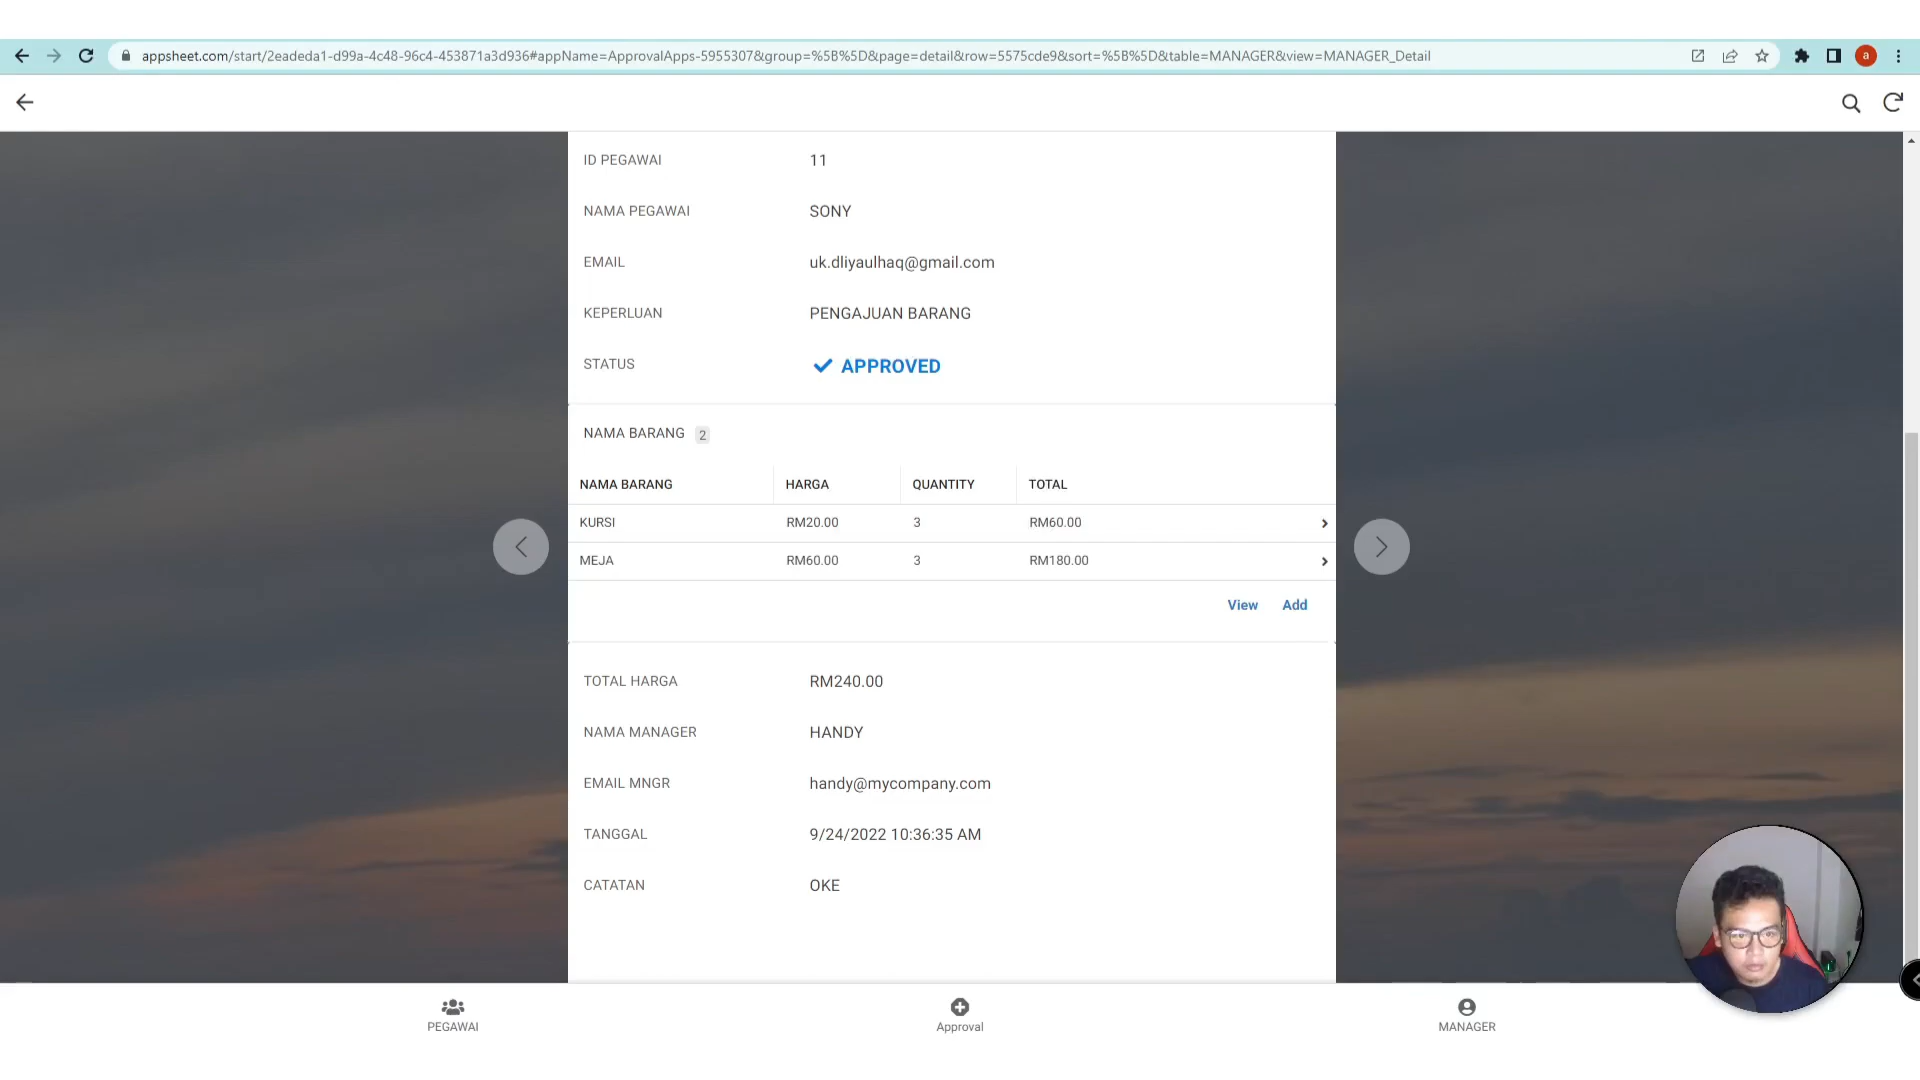 appsheet.com/start/2eadeda1-d99a-4c48-96c4-453871a3d936#appName=ApprovalApps-5955307&group=%5B%5D&page=detail&row=5575cde9&sort=%5B%5D&table=MANAGER&view=MANAGER_Detail
a
ID PEGAWAI 11
NAMA PEGAWAI SONY
EMAIL uk.dliyaulhaq@gmail.com
KEPERLUAN PENGAJUAN BARANG
STATUS APPROVED
NAMA BARANG 2
NAMA BARANG HARGA QUANTITY TOTAL
KURSI RM20.00 3 RM60.00
MEJA RM60.00 3 RM180.00
View Add
TOTAL HARGA RM240.00
NAMA MANAGER HANDY
EMAIL MNGR handy@mycompany.com
TANGGAL 9/24/2022 10:36:35 AM
CATATAN OKE
PEGAWAI Approval MANAGER